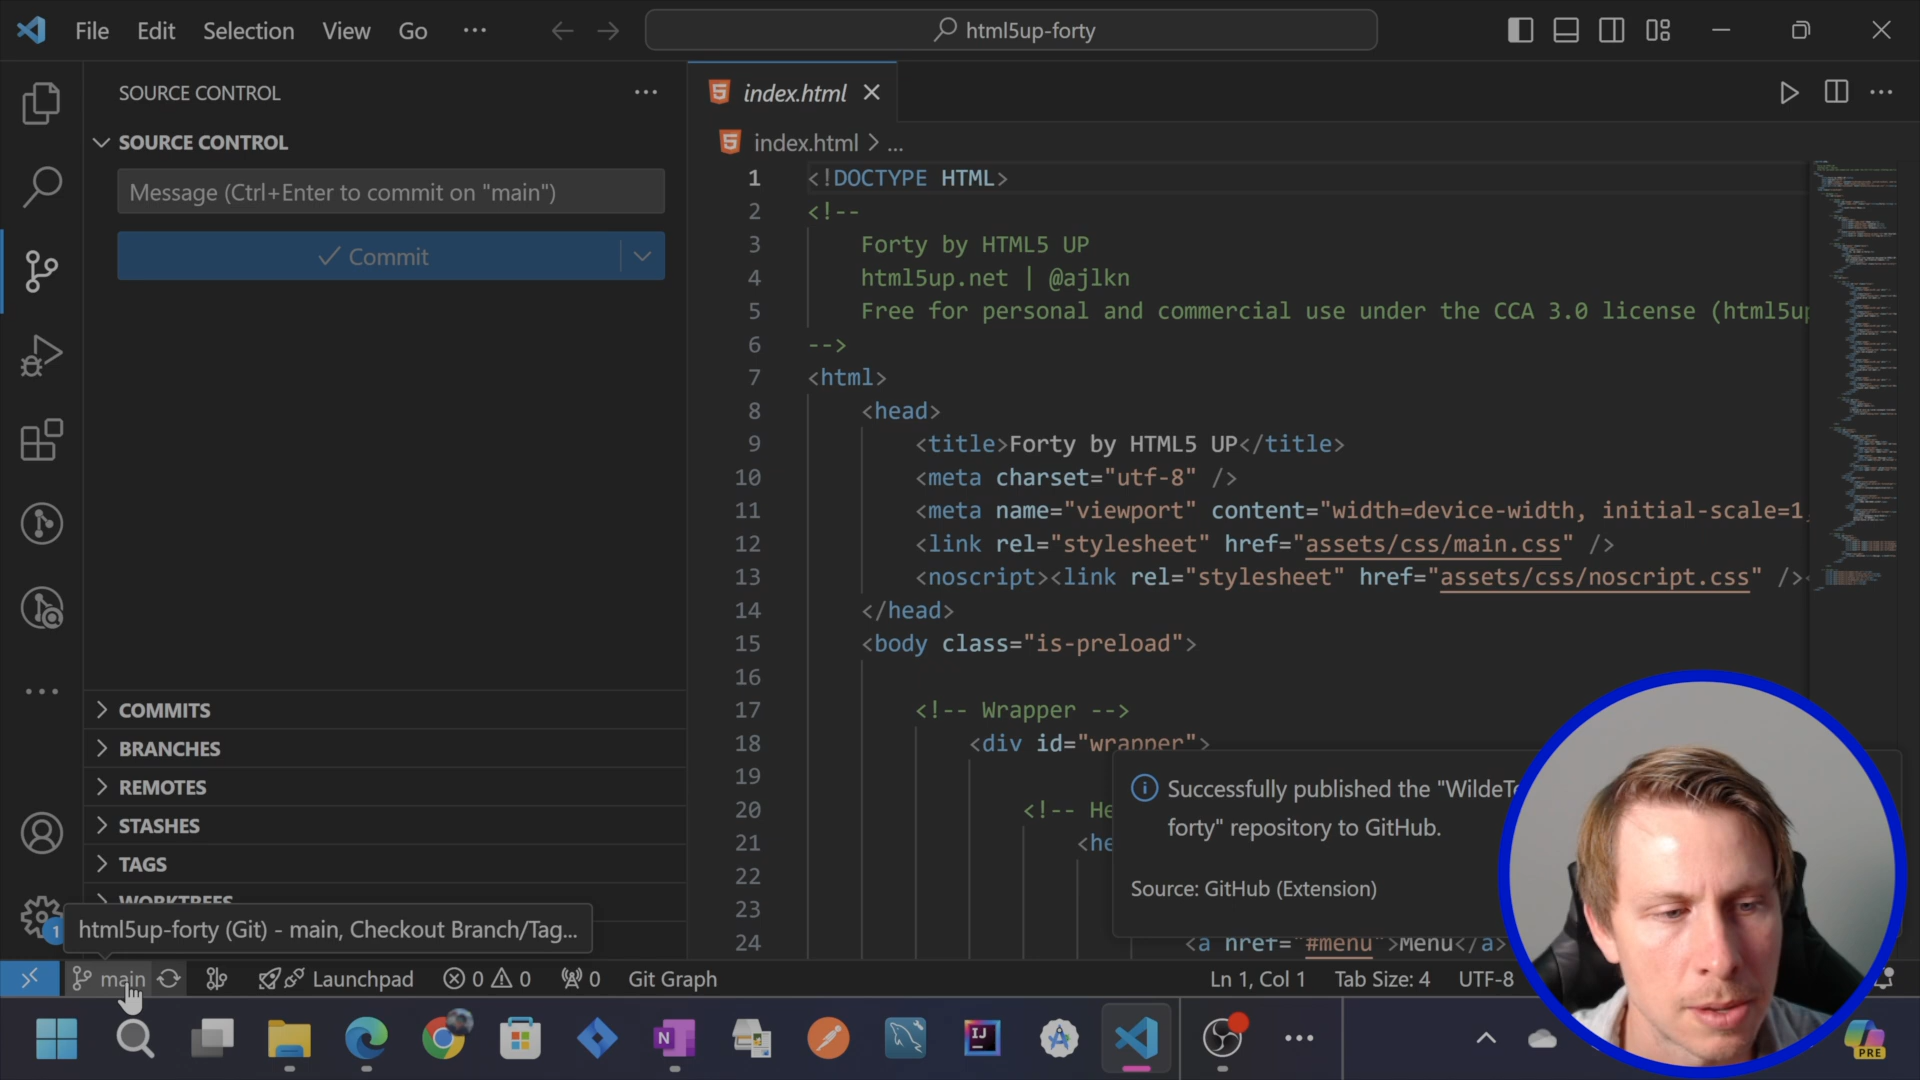 File Edit Selection View Go ··· html5up-forty
SOURCE CONTROL ···
SOURCE CONTROL
Message (Ctrl+Enter to commit on "main")
Commit
COMMITS
BRANCHES
REMOTES
STASHES
TAGS
WORKTREES
html5up-forty (Git) - main, Checkout Branch/Tag...
1
index.html
index.html > ...
1 <!DOCTYPE HTML>
2 <!--
3 Forty by HTML5 UP
4 html5up.net | @ajlkn
5 Free for personal and commercial use under the CCA 3.0 license (html5up
6 -->
7 <html>
8 <head>
9 <title>Forty by HTML5 UP</title>
10 <meta charset="utf-8" />
11 <meta name="viewport" content="width=device-width, initial-scale=1,
12 <link rel="stylesheet" href="assets/css/main.css" />
13 <noscript><link rel="stylesheet" href="assets/css/noscript.css" /><
14 </head>
15 <body class="is-preload">
16
17 <!-- Wrapper -->
18 <div id="wrapper">
19
20 <!-- He
21 <he
22
23
24 <a href="#menu">Menu</a>
Successfully published the "WildeTe
forty" repository to GitHub.
Source: GitHub (Extension)
main Launchpad 0 0 0 Git Graph Ln 1, Col 1 Tab Size: 4 UTF-8
N IJ PRE